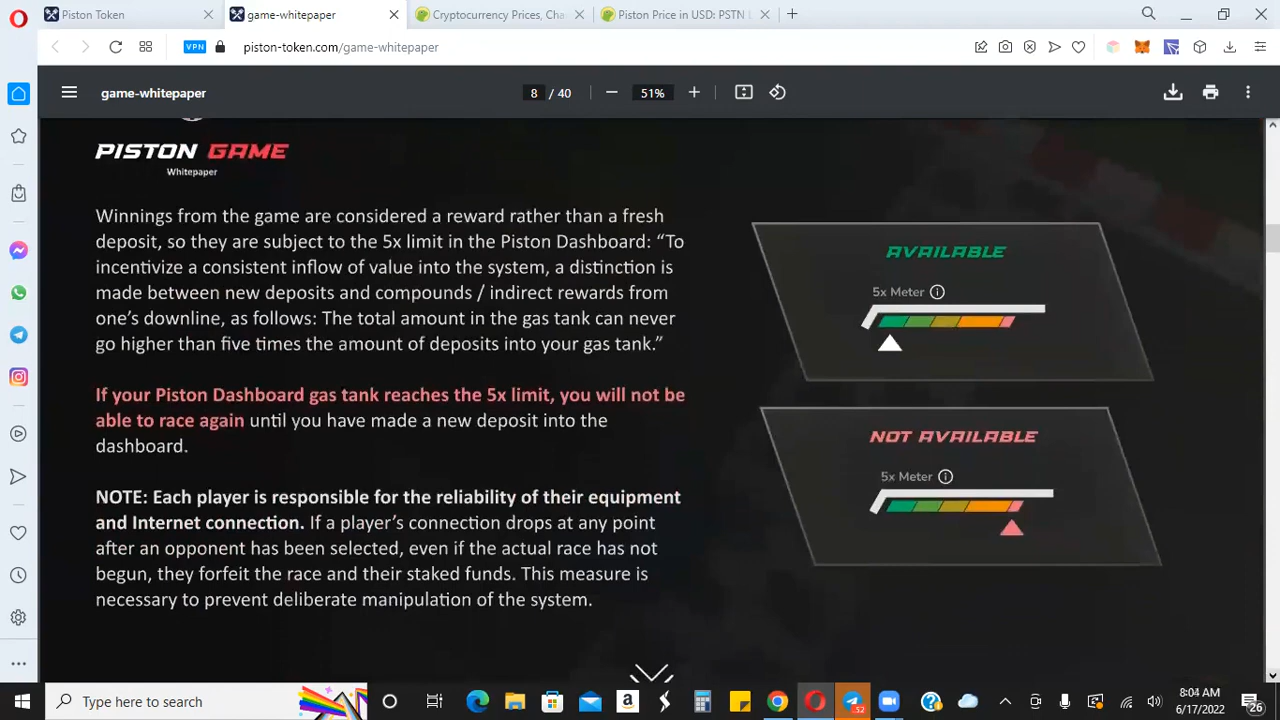 Piston Token
game-whitepaper
Cryptocurrency Prices, Cha
Piston Price in USD: PSTN L
VPN
piston-token.com/game-whitepaper
game-whitepaper
8 / 40
51%
PISTON GAME
Whitepaper
Winnings from the game are considered a reward rather than a fresh
deposit, so they are subject to the 5x limit in the Piston Dashboard: “To
incentivize a consistent inflow of value into the system, a distinction is
made between new deposits and compounds / indirect rewards from
one’s downline, as follows: The total amount in the gas tank can never
go higher than five times the amount of deposits into your gas tank.”
If your Piston Dashboard gas tank reaches the 5x limit, you will not be
able to race again until you have made a new deposit into the
dashboard.
NOTE: Each player is responsible for the reliability of their equipment
and Internet connection. If a player’s connection drops at any point
after an opponent has been selected, even if the actual race has not
begun, they forfeit the race and their staked funds. This measure is
necessary to prevent deliberate manipulation of the system.
AVAILABLE
5x Meter
NOT AVAILABLE
5x Meter
Type here to search
52
8:04 AM
6/17/2022
26